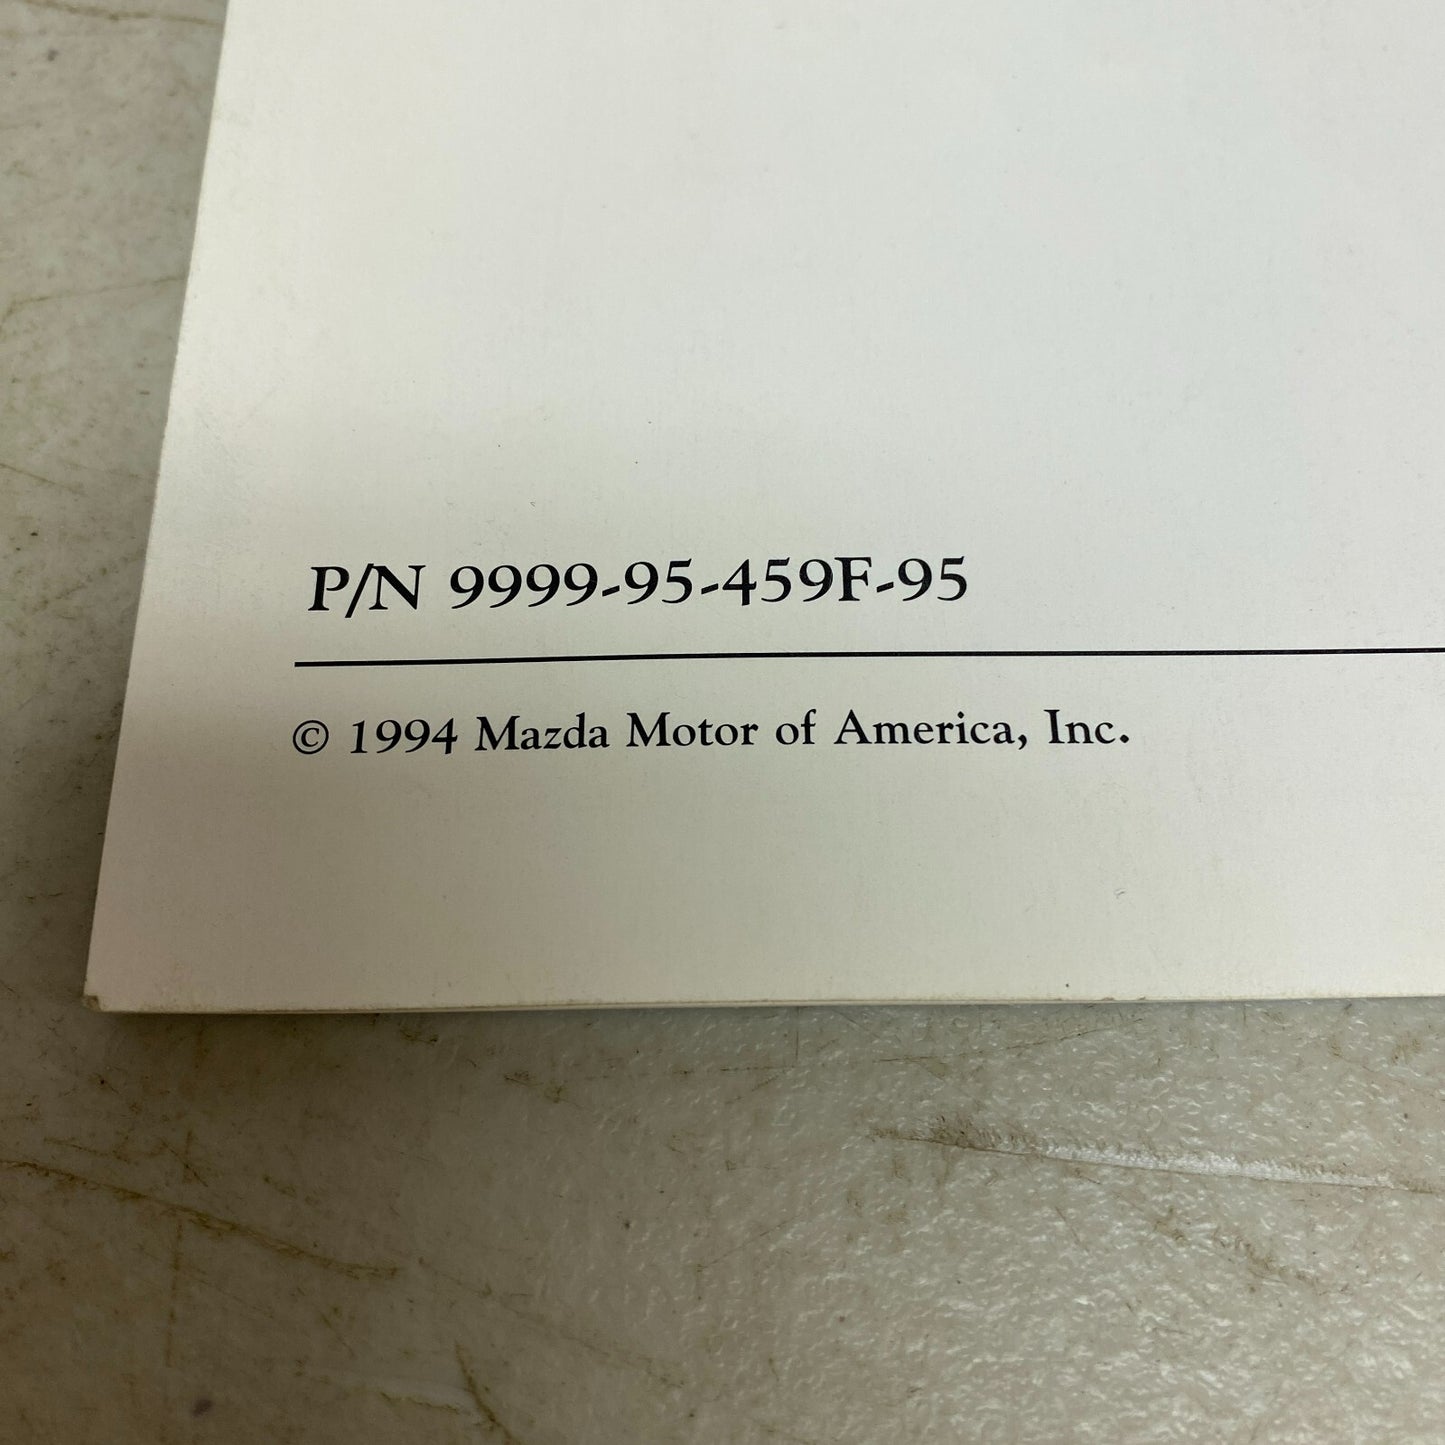 P/N 9999-95-459F-95
© 1994 Mazda Motor of America, Inc.